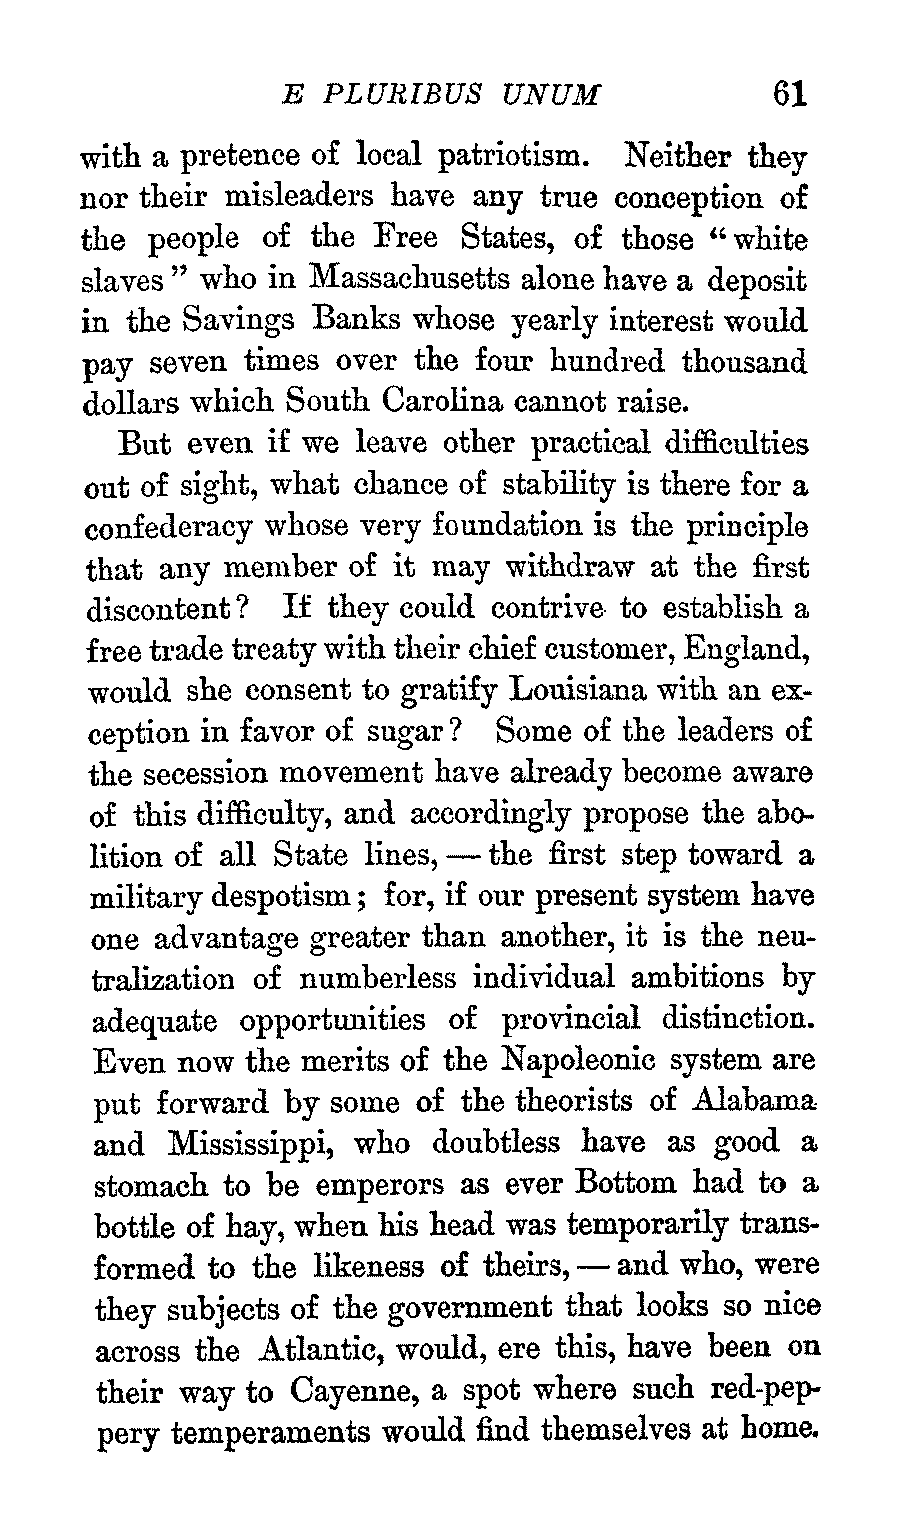 E PLURIBUS UNUM 61
with a pretence of local patriotism. Neither they
nor their misleaders have any true conception of
the people of the Free States, of those “white
slaves” who in Massachusetts alone have a deposit
in the Savings Banks whose yearly interest would
pay seven times over the four hundred thousand
dollars which South Carolina cannot raise.
But even if we leave other practical difficulties
out of sight, what chance of stability is there for a
confederacy whose very foundation is the principle
that any member of it may withdraw at the first
discontent? If they could contrive to establish a
free trade treaty with their chief customer, England,
would she consent to gratify Louisiana with an ex-
ception in favor of sugar? Some of the leaders of
the secession movement have already become aware
of this difficulty, and accordingly propose the abo-
lition of all State lines, — the first step toward a
military despotism; for, if our present system have
one advantage greater than another, it is the neu-
tralization of numberless individual ambitions by
adequate opportunities of provincial distinction.
Even now the merits of the Napoleonic system are
put forward by some of the theorists of Alabama
and Mississippi, who doubtless have as good a
stomach to be emperors as ever Bottom had to a
bottle of hay, when his head was temporarily trans-
formed to the likeness of theirs, — and who, were
they subjects of the government that looks so nice
across the Atlantic, would, ere this, have been on
their way to Cayenne, a spot where such red-pep-
pery temperaments would find themselves at home.